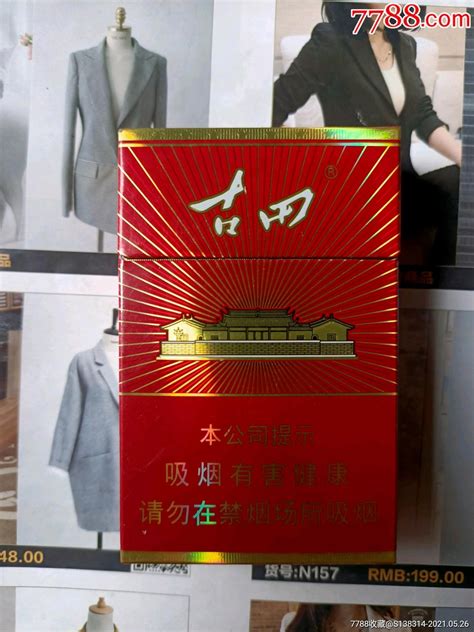 7788.com
古田
®
本公司提示
吸烟有害健康
请勿在禁烟场所吸烟
48.00
货号:N157
RMB:199.00
7788收藏@S138314-2021.05.26